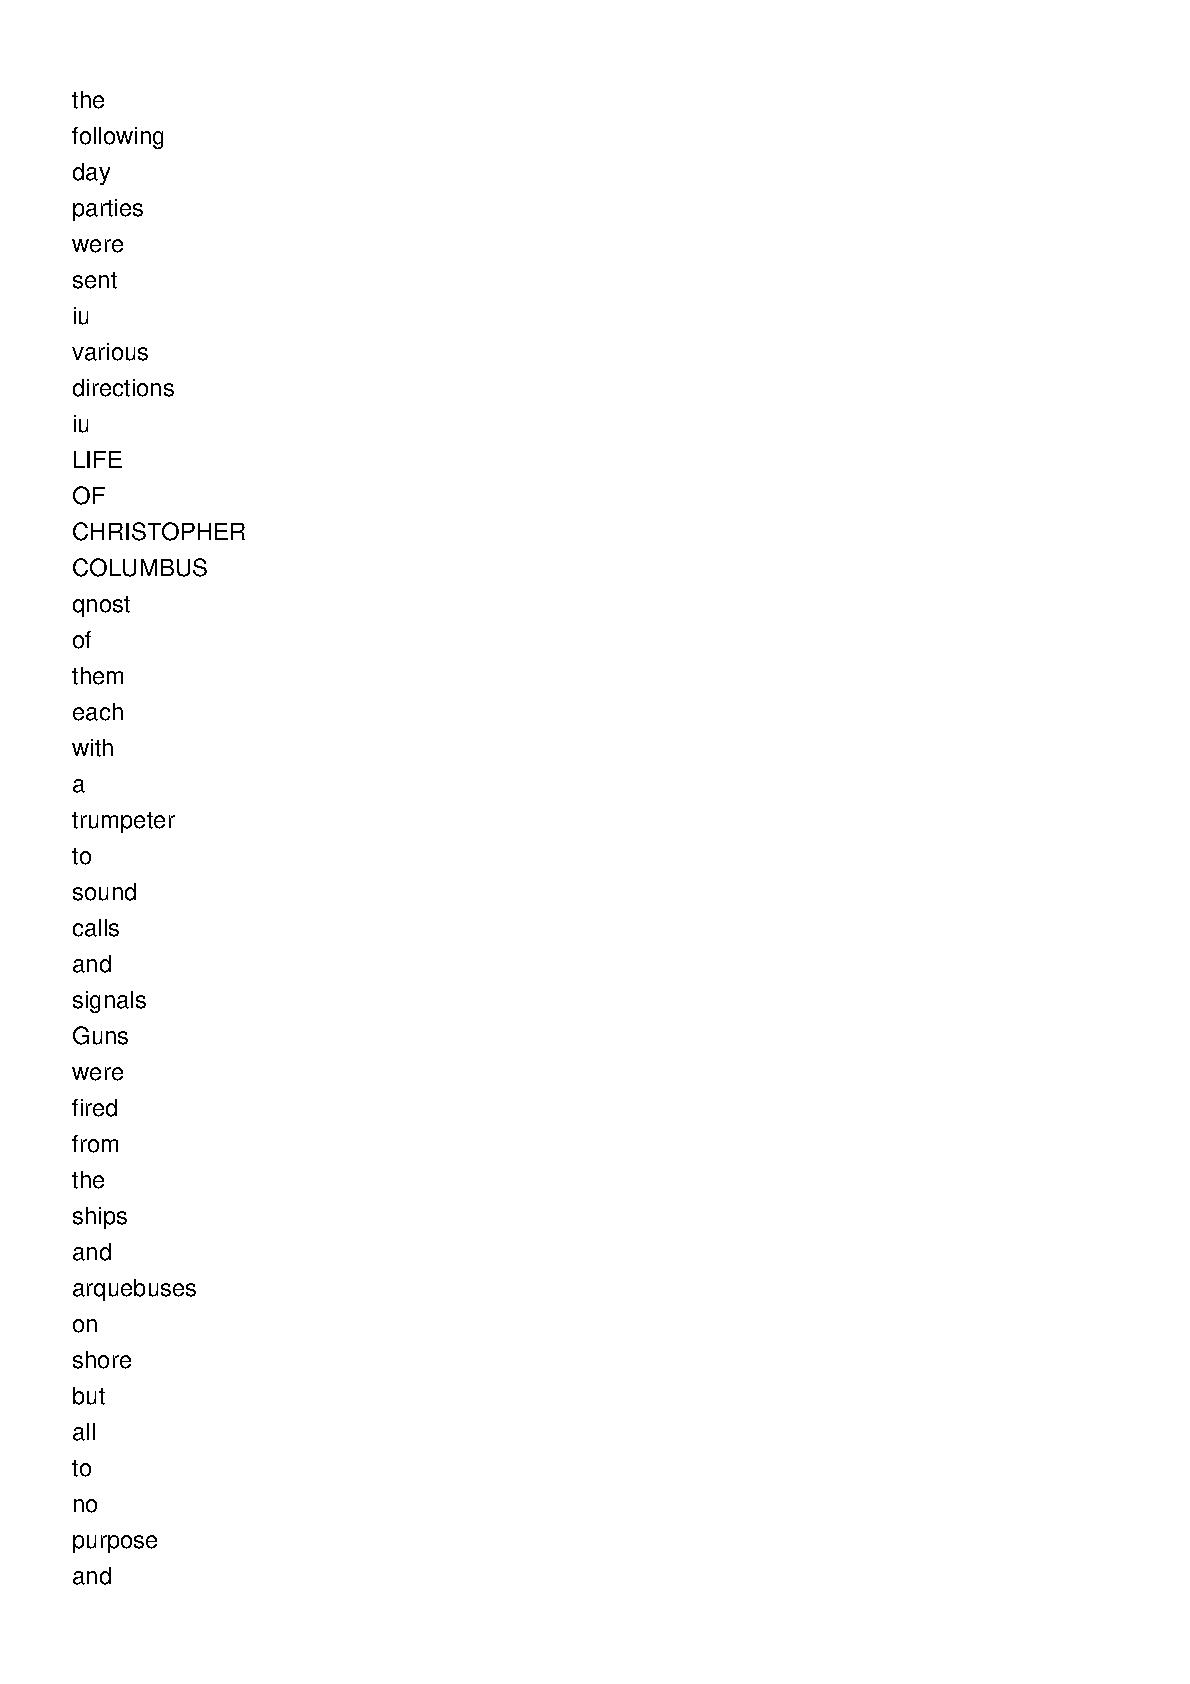 the
following
day
parties
were
sent
iu
various
directions
iu
LIFE
OF
CHRISTOPHER
COLUMBUS
qnost
of
them
each
with
a
trumpeter
to
sound
calls
and
signals
Guns
were
fired
from
the
ships
and
arquebuses
on
shore
but
all
to
no
purpose
and